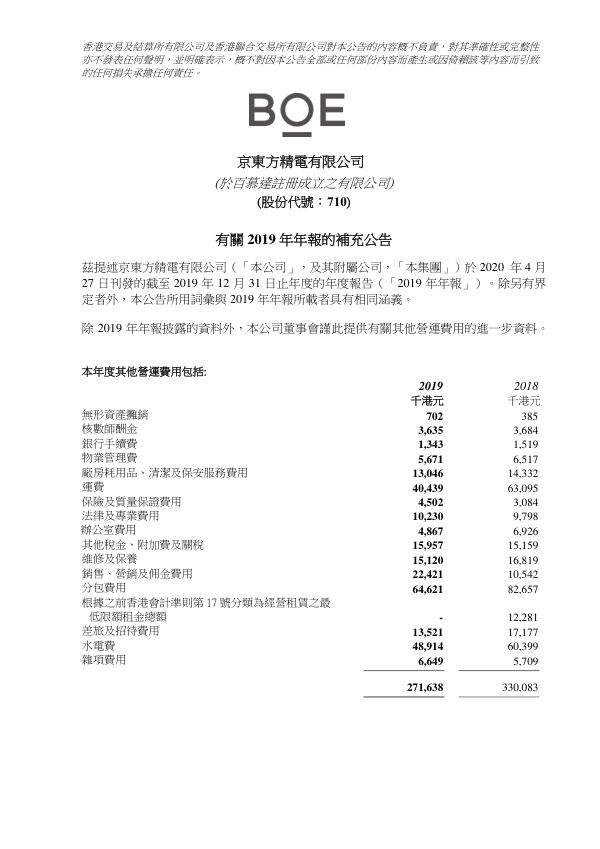 香港交易及結算所有限公司及香港聯合交易所有限公司對本公告的內容概不負責，對其準確性或完整性
亦不發表任何聲明，並明確表示，概不對因本公告全部或任何部份內容而產生或因倚賴該等內容而引致
的任何損失承擔任何責任。
BOE
京東方精電有限公司
(於百慕達註冊成立之有限公司)
(股份代號：710)
有關 2019 年年報的補充公告
茲提述京東方精電有限公司（「本公司」，及其附屬公司，「本集團」）於 2020 年 4 月
27 日刊發的截至 2019 年 12 月 31 日止年度的年度報告（「2019 年年報」）。除另有界
定者外，本公告所用詞彙與 2019 年年報所載者具有相同涵義。
除 2019 年年報披露的資料外，本公司董事會謹此提供有關其他營運費用的進一步資料。
本年度其他營運費用包括:
2019 2018
千港元 千港元
無形資產攤銷 702 385
核數師酬金 3,635 3,684
銀行手續費 1,343 1,519
物業管理費 5,671 6,517
廠房耗用品、清潔及保安服務費用 13,046 14,332
運費 40,439 63,095
保險及質量保證費用 4,502 3,084
法律及專業費用 10,230 9,798
辦公室費用 4,867 6,926
其他稅金、附加費及關稅 15,957 15,159
維修及保養 15,120 16,819
銷售、營銷及佣金費用 22,421 10,542
分包費用 64,621 82,657
根據之前香港會計準則第 17 號分類為經營租賃之最
低限額租金總額 - 12,281
差旅及招待費用 13,521 17,177
水電費 48,914 60,399
雜項費用 6,649 5,709
271,638 330,083